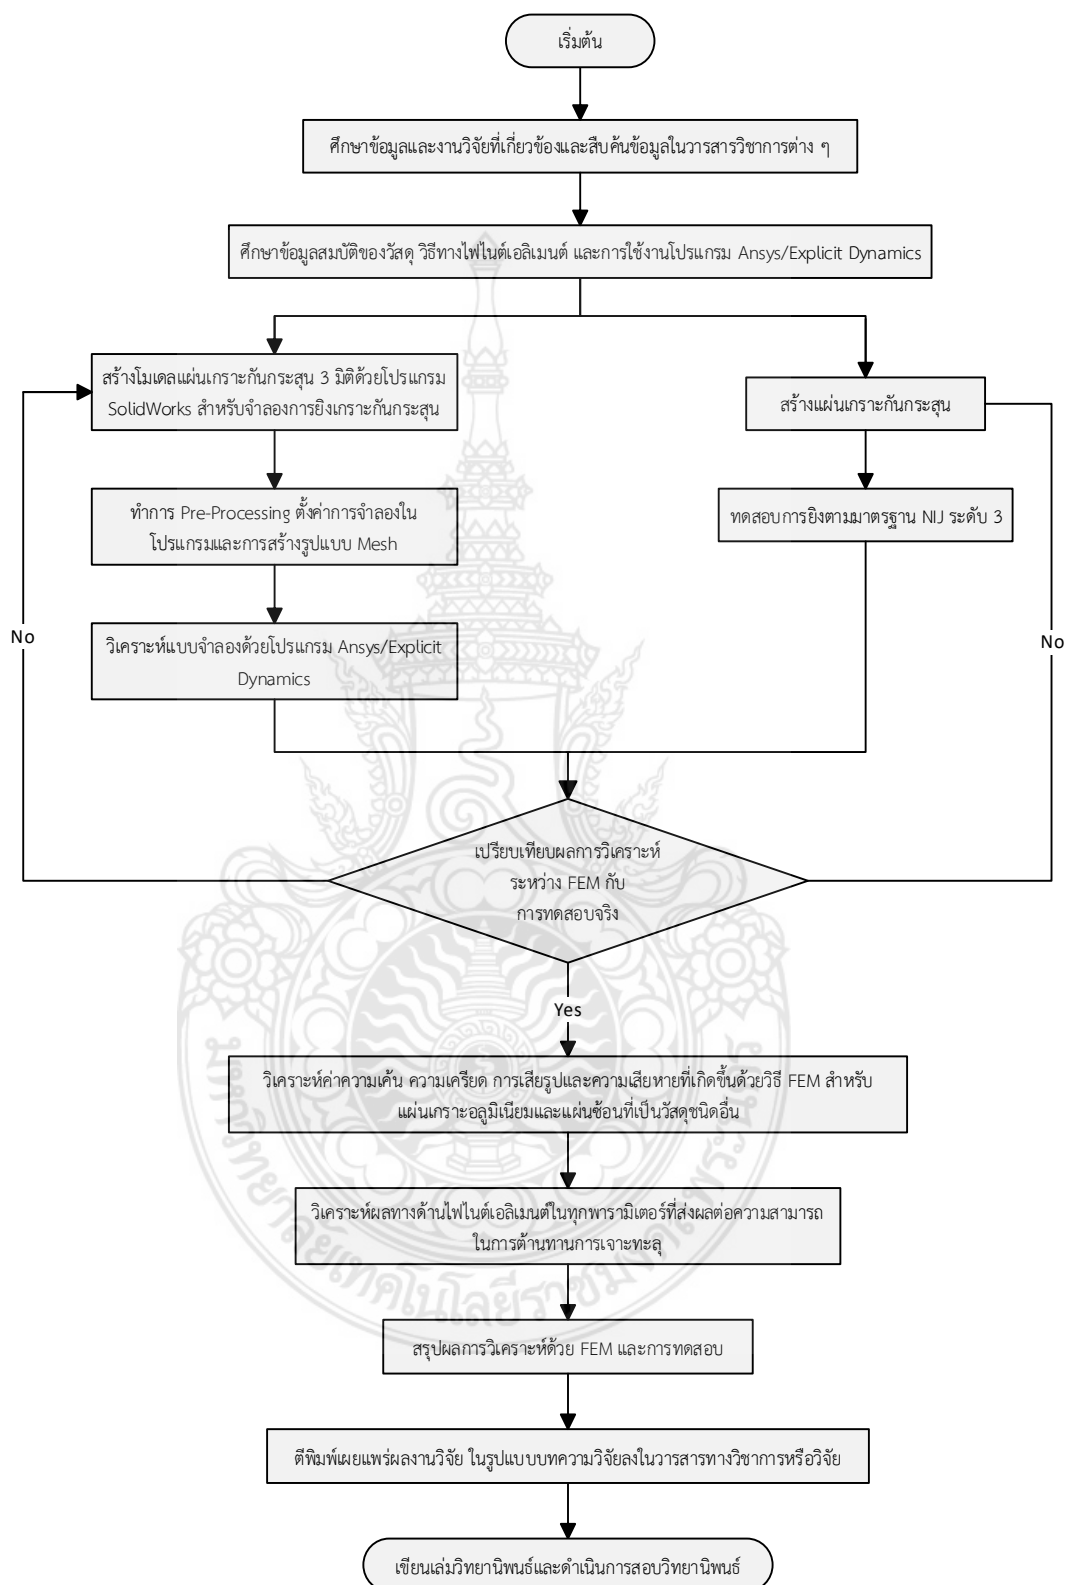 เริ่มต้น
ศึกษาข้อมูลและงานวิจัยที่เกี่ยวข้องและสืบค้นข้อมูลในวารสารวิชาการต่าง ๆ
ศึกษาข้อมูลสมบัติของวัสดุ วิธีทางไฟไนต์เอลิเมนต์ และการใช้งานโปรแกรม Ansys/Explicit Dynamics
สร้างโมเดลแผ่นเกราะกันกระสุน 3 มิติด้วยโปรแกรม
SolidWorks สำหรับจำลองการยิงเกราะกันกระสุน
สร้างแผ่นเกราะกันกระสุน
ทำการ Pre-Processing ตั้งค่าการจำลองใน
โปรแกรมและการสร้างรูปแบบ Mesh
ทดสอบการยิงตามมาตรฐาน NIJ ระดับ 3
No
วิเคราะห์แบบจำลองด้วยโปรแกรม Ansys/Explicit
Dynamics
No
เปรียบเทียบผลการวิเคราะห์
ระหว่าง FEM กับ
การทดสอบจริง
Yes
วิเคราะห์ค่าความเค้น ความเครียด การเสียรูปและความเสียหายที่เกิดขึ้นด้วยวิธี FEM สำหรับ
แผ่นเกราะอลูมิเนียมและแผ่นซ้อนที่เป็นวัสดุชนิดอื่น
วิเคราะห์ผลทางด้านไฟไนต์เอลิเมนต์ในทุกพารามิเตอร์ที่ส่งผลต่อความสามารถ
ในการต้านทานการเจาะทะลุ
สรุปผลการวิเคราะห์ด้วย FEM และการทดสอบ
ตีพิมพ์เผยแพร่ผลงานวิจัย ในรูปแบบบทความวิจัยลงในวารสารทางวิชาการหรือวิจัย
เขียนเล่มวิทยานิพนธ์และดำเนินการสอบวิทยานิพนธ์
มหาวิทยาลัยเทคโนโลยีราชมงคลพระนคร